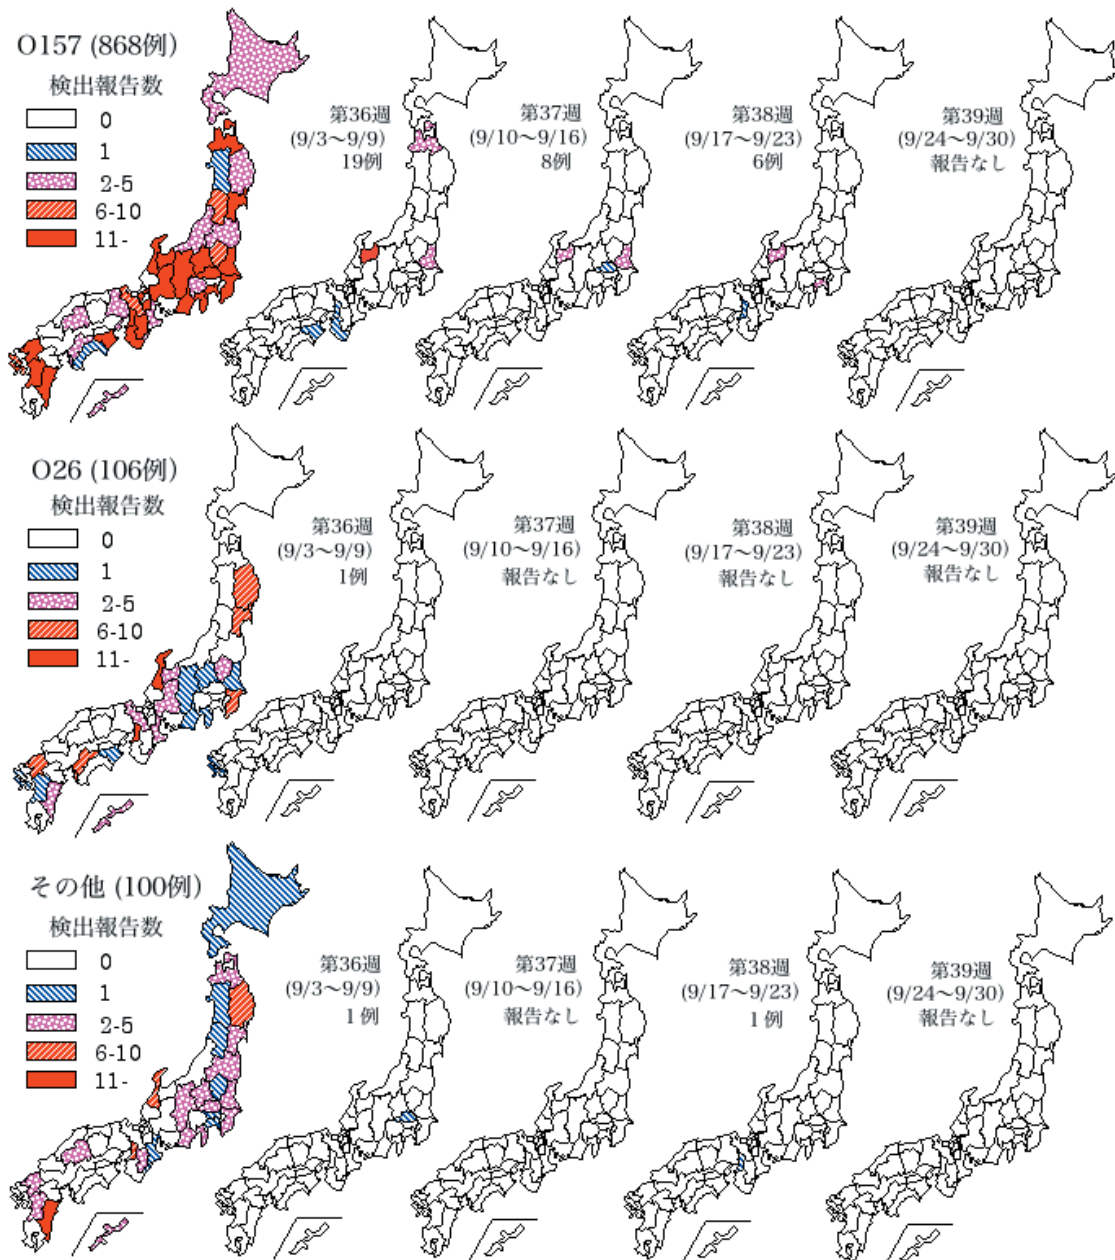 O157 (868例)
検出報告数
0
1
2-5
6-10
11-
第36週
(9/3～9/9)
19例
第37週
(9/10～9/16)
8例
第38週
(9/17～9/23)
6例
第39週
(9/24～9/30)
報告なし
O26 (106例)
検出報告数
0
1
2-5
6-10
11-
第36週
(9/3～9/9)
1例
第37週
(9/10～9/16)
報告なし
第38週
(9/17～9/23)
報告なし
第39週
(9/24～9/30)
報告なし
その他 (100例)
検出報告数
0
1
2-5
6-10
11-
第36週
(9/3～9/9)
1例
第37週
(9/10～9/16)
報告なし
第38週
(9/17～9/23)
1例
第39週
(9/24～9/30)
報告なし